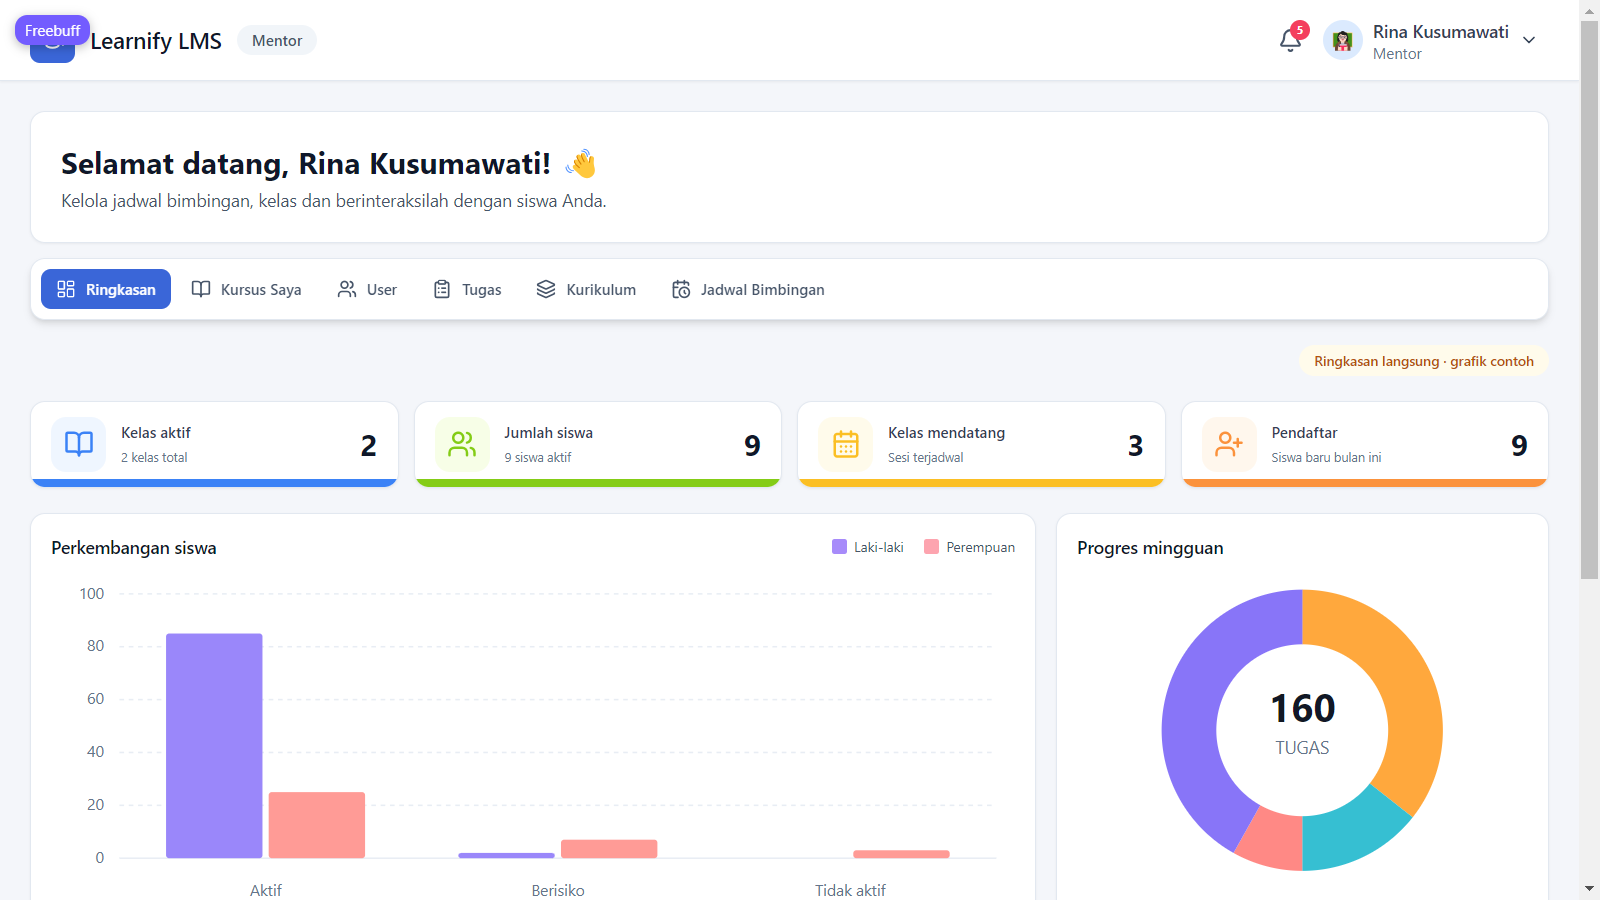 Freebuff
Learnify LMS
Mentor
5
Rina Kusumawati
Mentor
Selamat datang, Rina Kusumawati! 👋
Kelola jadwal bimbingan, kelas dan berinteraksilah dengan siswa Anda.
Ringkasan
Kursus Saya
User
Tugas
Kurikulum
Jadwal Bimbingan
Ringkasan langsung · grafik contoh
Kelas aktif
2 kelas total
2
Jumlah siswa
9 siswa aktif
9
Kelas mendatang
Sesi terjadwal
3
Pendaftar
Siswa baru bulan ini
9
Perkembangan siswa
Laki-laki
Perempuan
100
80
60
40
20
0
Aktif
Berisiko
Tidak aktif
Progres mingguan
160
TUGAS